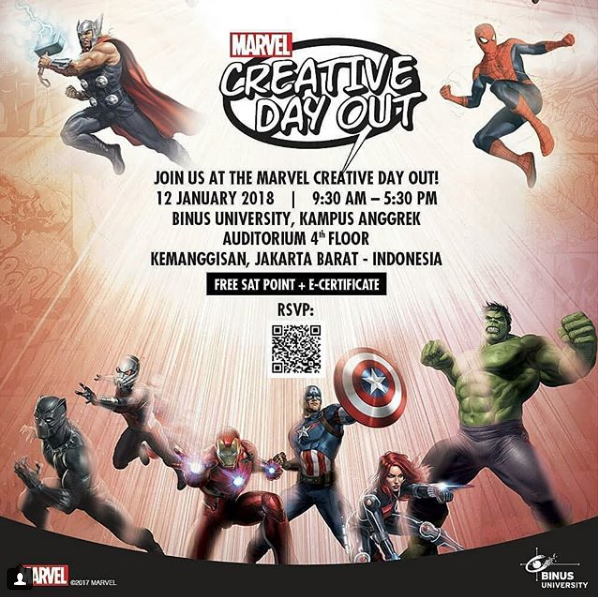 MARVEL
CREATIVE
DAY OUT
JOIN US AT THE MARVEL CREATIVE DAY OUT!
12 JANUARY 2018 | 9:30 AM – 5:30 PM
BINUS UNIVERSITY, KAMPUS ANGGREK
AUDITORIUM 4th FLOOR
KEMANGGISAN, JAKARTA BARAT - INDONESIA
FREE SAT POINT + E-CERTIFICATE
RSVP:
MARVEL ©2017 MARVEL
BINUS
UNIVERSITY